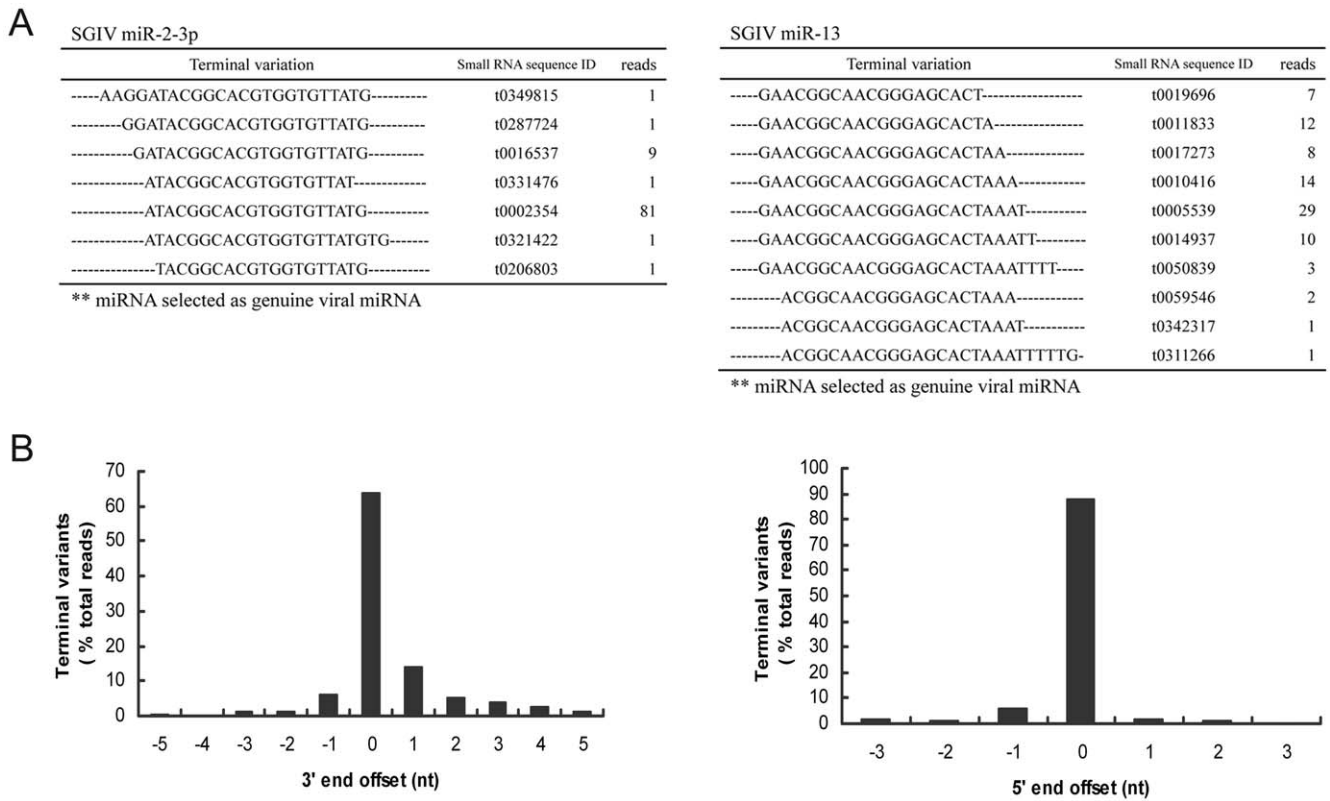 A
SGIV miR-2-3p
Terminal variation Small RNA sequence ID reads
-----AAGGATACGGCACGTGGTGTTATG---------- t0349815 1
---------GGATACGGCACGTGGTGTTATG---------- t0287724 1
-----------GATACGGCACGTGGTGTTATG---------- t0016537 9
-------------ATACGGCACGTGGTGTTAT------------- t0331476 1
-------------ATACGGCACGTGGTGTTATG----------- t0002354 81
-------------ATACGGCACGTGGTGTTATGTG------- t0321422 1
---------------TACGGCACGTGGTGTTATG----------- t0206803 1
** miRNA selected as genuine viral miRNA
SGIV miR-13
Terminal variation Small RNA sequence ID reads
-----GAACGGCAACGGGAGCACT------------------ t0019696 7
-----GAACGGCAACGGGAGCACTA---------------- t0011833 12
-----GAACGGCAACGGGAGCACTAA-------------- t0017273 8
-----GAACGGCAACGGGAGCACTAAA------------ t0010416 14
-----GAACGGCAACGGGAGCACTAAAT---------- t0005539 29
-----GAACGGCAACGGGAGCACTAAATT-------- t0014937 10
-----GAACGGCAACGGGAGCACTAAATTTT----- t0050839 3
---------ACGGCAACGGGAGCACTAAA------------ t0059546 2
---------ACGGCAACGGGAGCACTAAAT----------- t0342317 1
---------ACGGCAACGGGAGCACTAAATTTTTG- t0311266 1
** miRNA selected as genuine viral miRNA
B
Terminal variants
( % total reads)
70
60
50
40
30
20
10
0
-5 -4 -3 -2 -1 0 1 2 3 4 5
3' end offset (nt)
Terminal variants
( % total reads)
100
90
80
70
60
50
40
30
20
10
0
-3 -2 -1 0 1 2 3
5' end offset (nt)